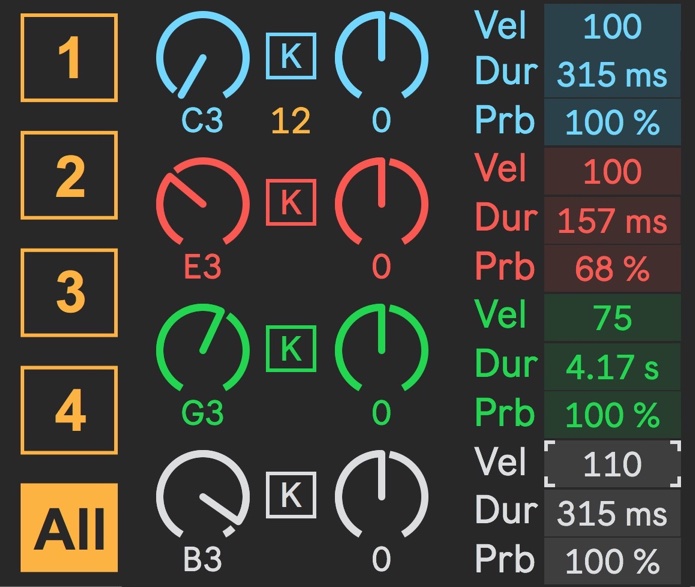 1
2
3
4
All
K
C3 12 0
K
E3 0
K
G3 0
K
B3 0
Vel 100
Dur 315 ms
Prb 100 %
Vel 100
Dur 157 ms
Prb 68 %
Vel 75
Dur 4.17 s
Prb 100 %
Vel 110
Dur 315 ms
Prb 100 %